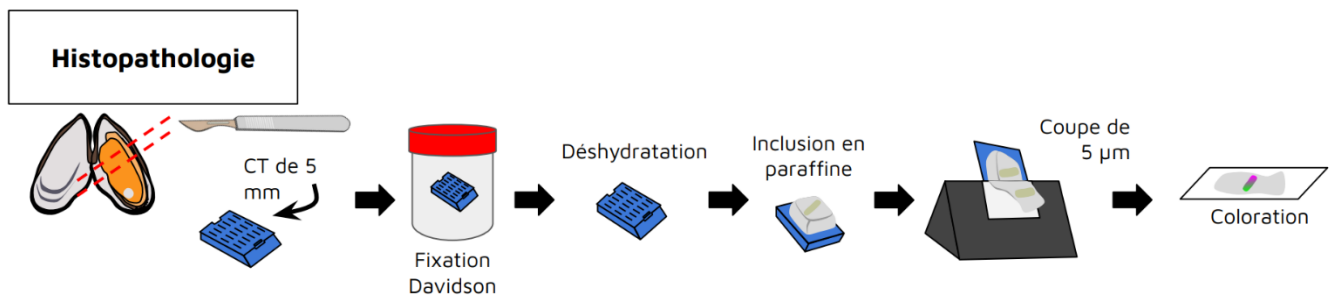 Histopathologie
CT de 5
mm
Fixation
Davidson
Déshydratation
Inclusion en
paraffine
Coupe de
5 µm
Coloration